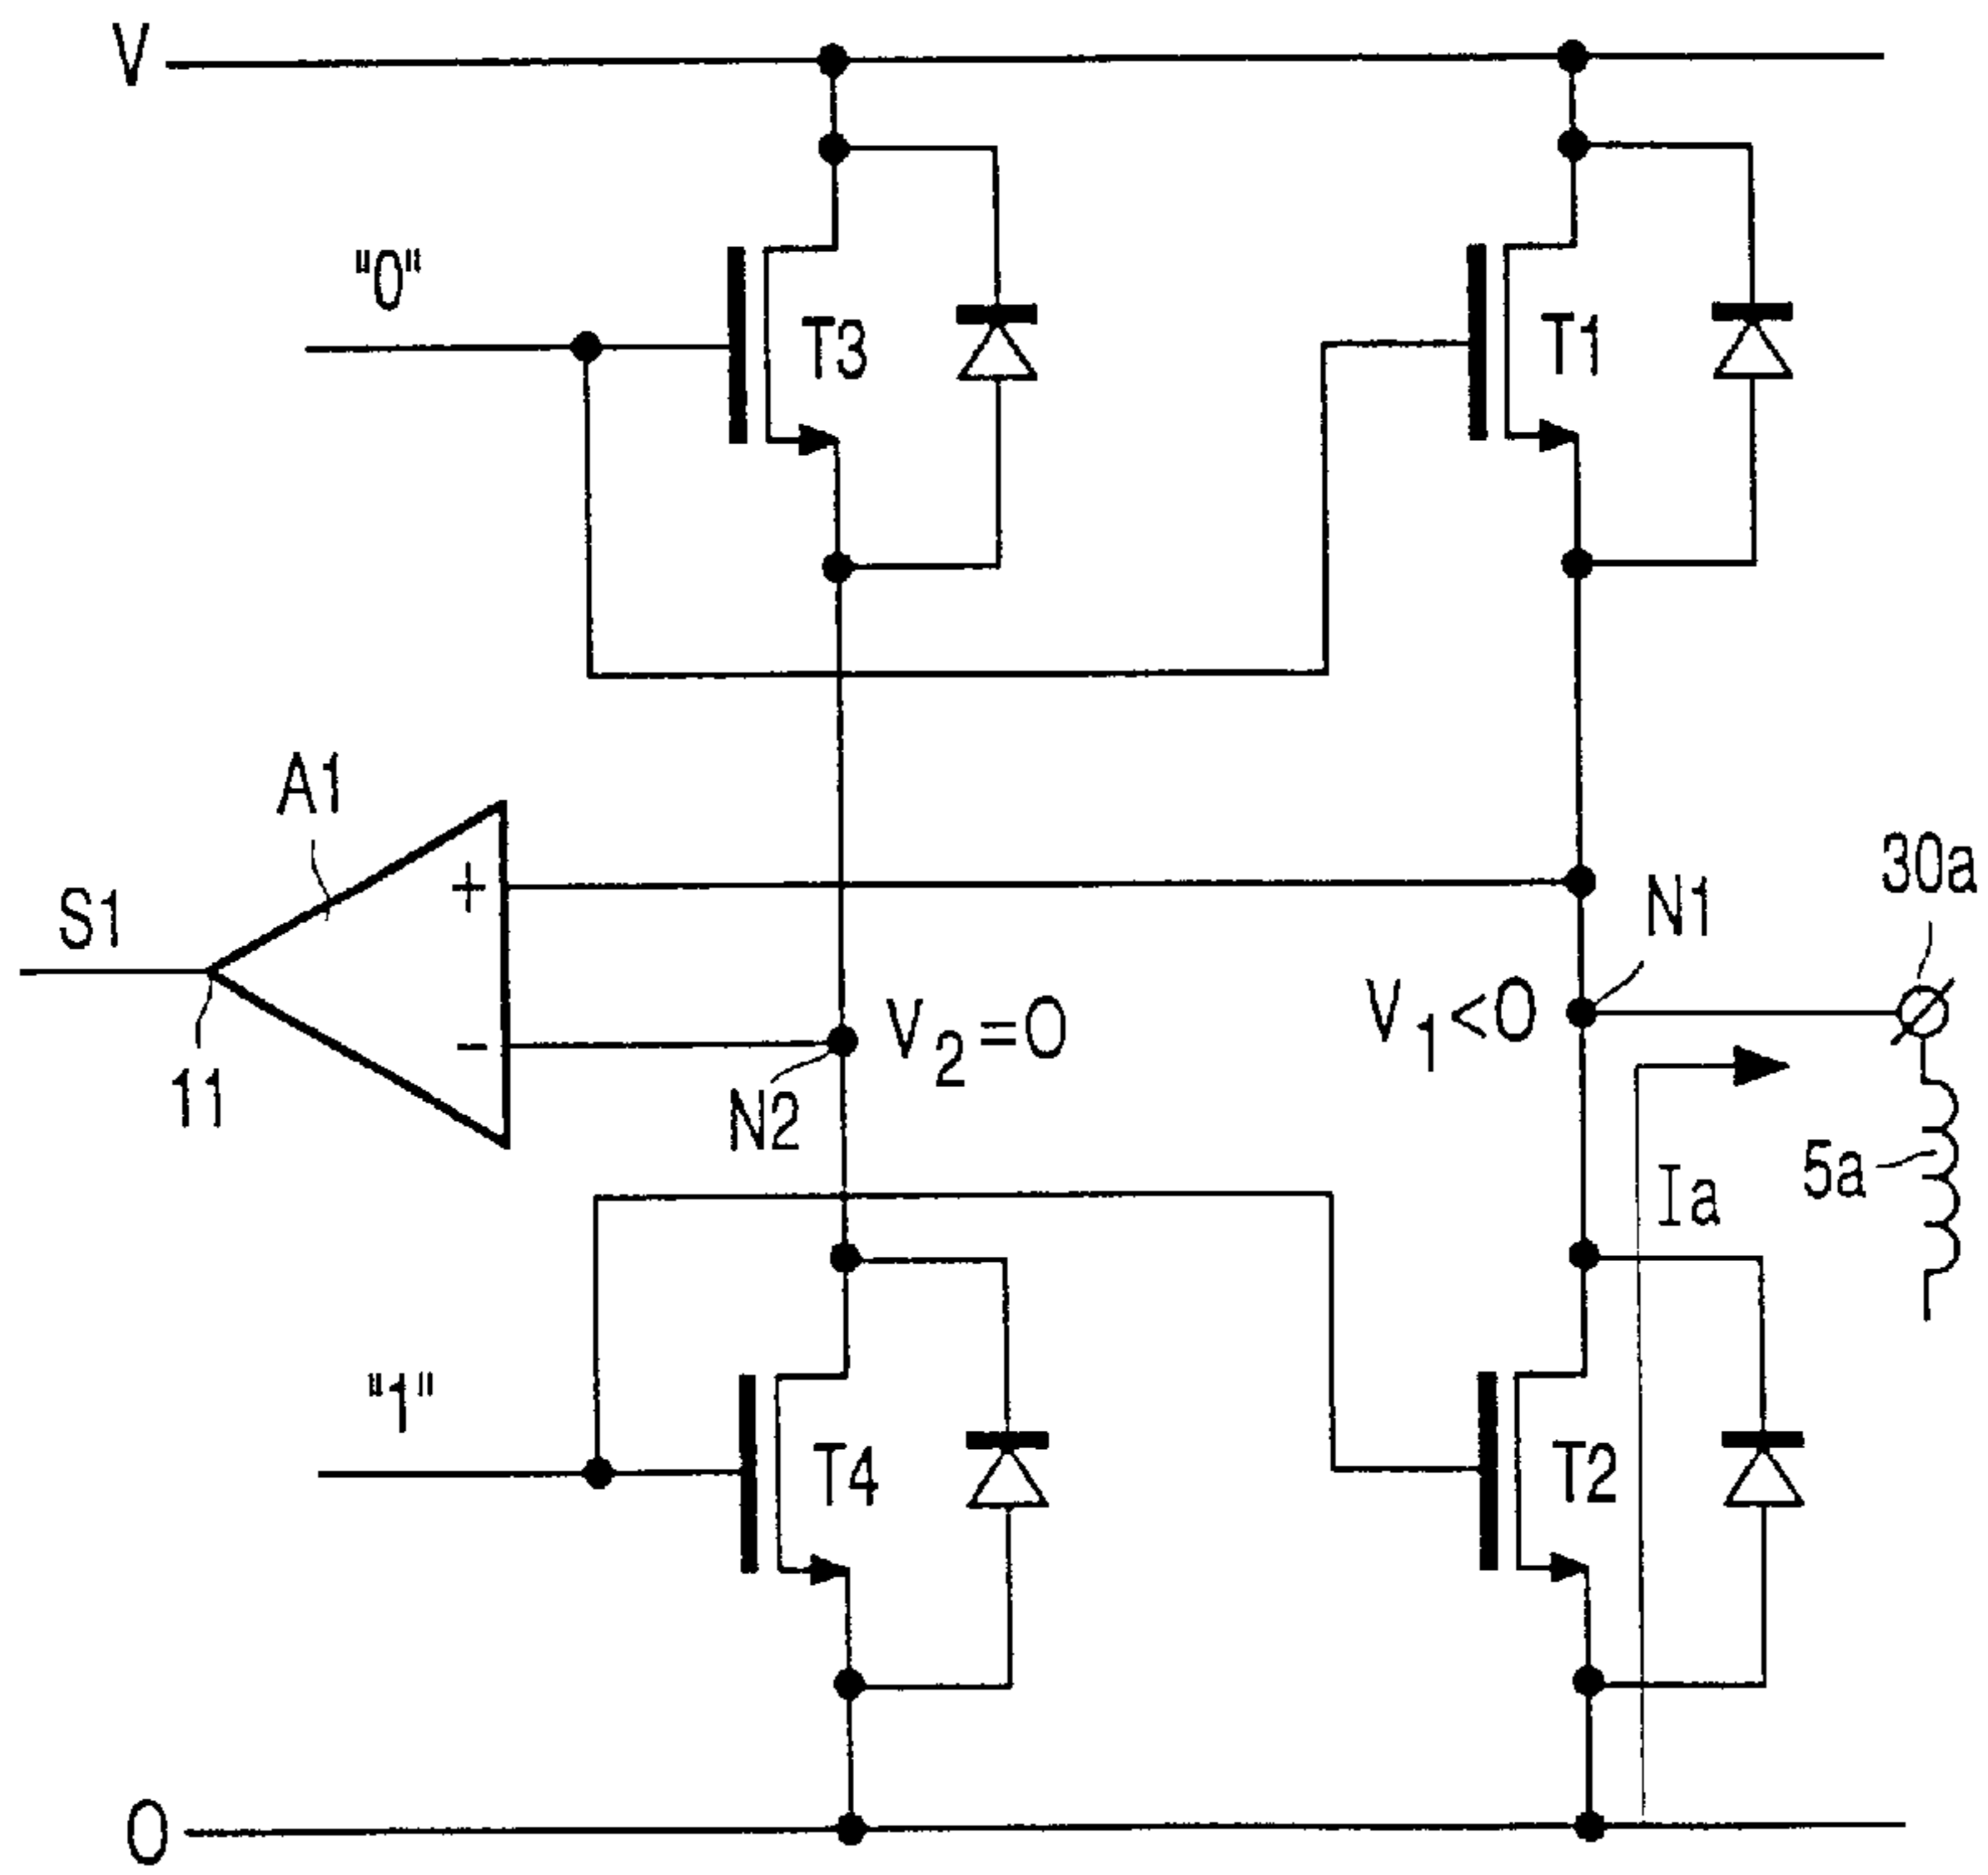 V
"0"
T3
T1
A1
+
S1
30a
N1
V1<0
V2=0
-
11
N2
5a
Ia
"1"
T4
T2
0